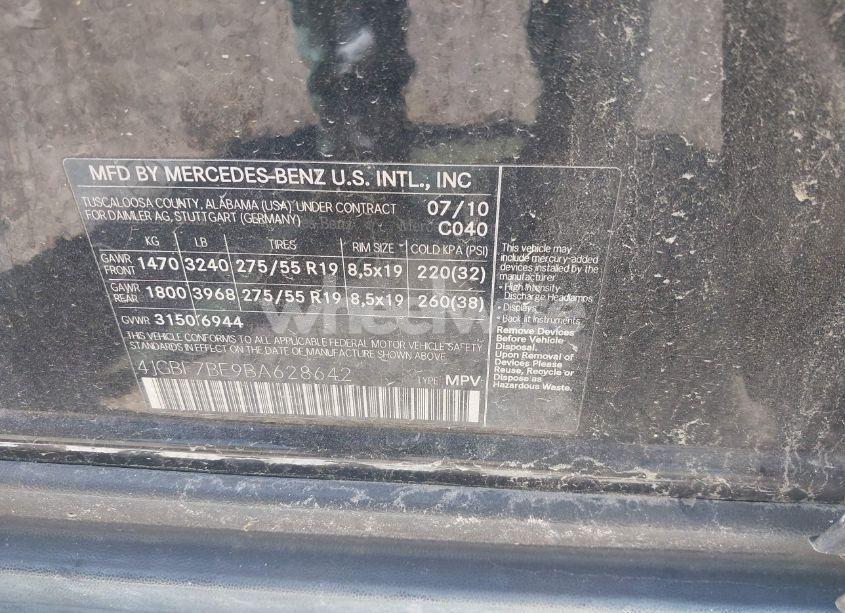 MFD BY MERCEDES-BENZ U.S. INTL., INC
TUSCALOOSA COUNTY, ALABAMA (USA) UNDER CONTRACT
FOR DAIMLER AG, STUTTGART (GERMANY)
07/10
C040
KG LB TIRES RIM SIZE COLD KPA (PSI)
GAWR FRONT 1470 3240 275/55 R19 8,5x19 220(32)
GAWR REAR 1800 3968 275/55 R19 8,5x19 260(38)
GVWR 3150 6944
THIS VEHICLE CONFORMS TO ALL APPLICABLE FEDERAL MOTOR VEHICLE SAFETY
STANDARDS IN EFFECT ON THE DATE OF MANUFACTURE SHOWN ABOVE.
4JGBF7BE9BA628642
TYPE MPV
This vehicle may
include mercury-added
devices installed by the
manufacturer:
• High Intensity
• Discharge Headlamps
• Displays
• Back lit Instruments
Remove Devices
Before Vehicle
Disposal.
Upon Removal of
Devices Please
Reuse, Recycle or
Dispose as
Hazardous Waste.